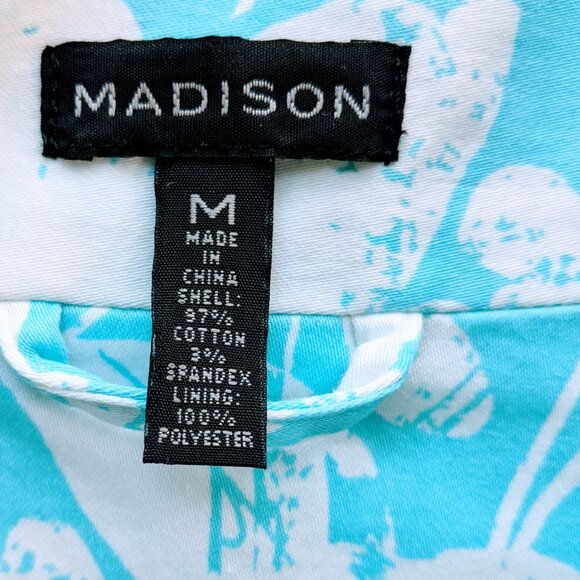 MADISON
M
MADE
IN
CHINA
SHELL:
97%
COTTON
3%
SPANDEX
LINING:
100%
POLYESTER